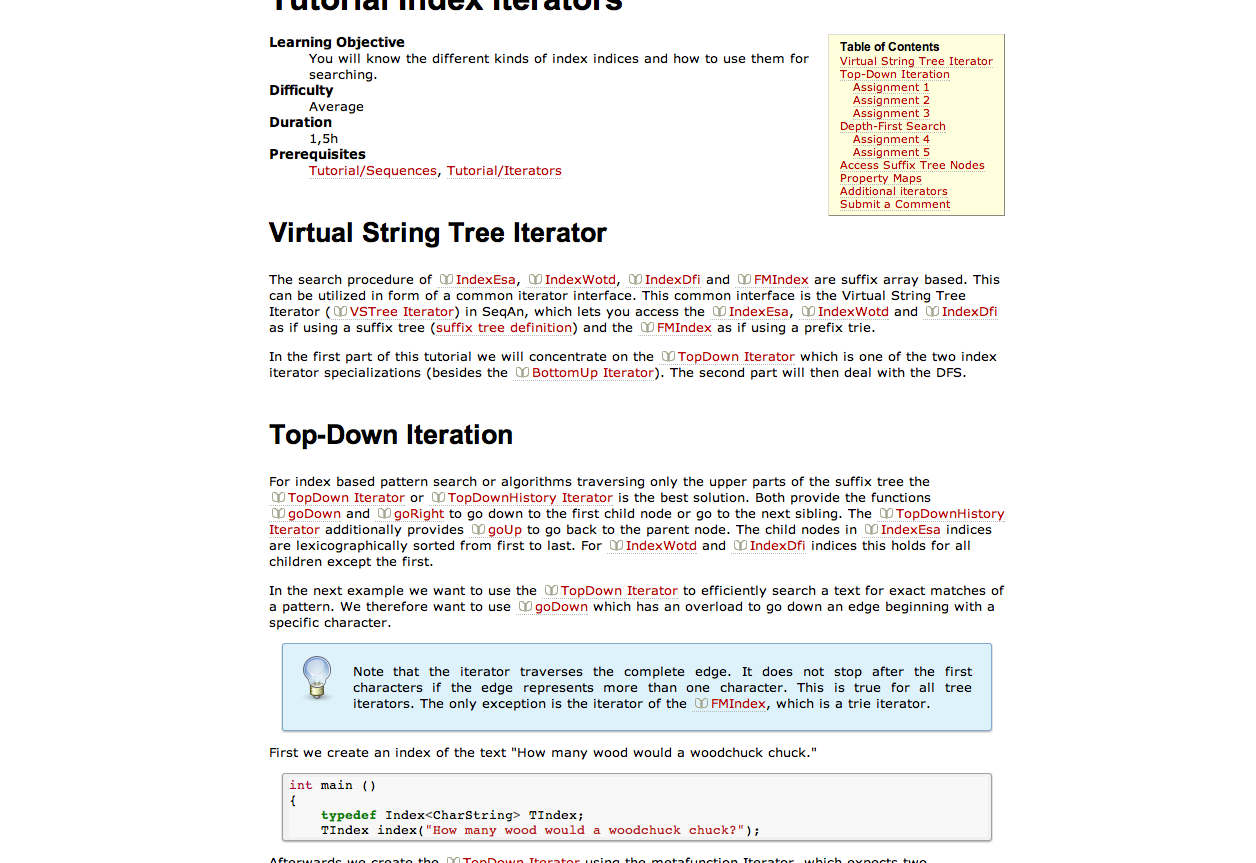 Tutorial Index Iterators
Learning Objective
You will know the different kinds of index indices and how to use them for
searching.
Difficulty
Average
Duration
1,5h
Prerequisites
Tutorial/Sequences, Tutorial/Iterators
Table of Contents
Virtual String Tree Iterator
Top-Down Iteration
Assignment 1
Assignment 2
Assignment 3
Depth-First Search
Assignment 4
Assignment 5
Access Suffix Tree Nodes
Property Maps
Additional iterators
Submit a Comment
Virtual String Tree Iterator
The search procedure of IndexEsa, IndexWotd, IndexDfi and FMIndex are suffix array based. This
can be utilized in form of a common iterator interface. This common interface is the Virtual String Tree
Iterator ( VSTree Iterator) in SeqAn, which lets you access the IndexEsa, IndexWotd and IndexDfi
as if using a suffix tree (suffix tree definition) and the FMIndex as if using a prefix trie.
In the first part of this tutorial we will concentrate on the TopDown Iterator which is one of the two index
iterator specializations (besides the BottomUp Iterator). The second part will then deal with the DFS.
Top-Down Iteration
For index based pattern search or algorithms traversing only the upper parts of the suffix tree the
TopDown Iterator or TopDownHistory Iterator is the best solution. Both provide the functions
goDown and goRight to go down to the first child node or go to the next sibling. The TopDownHistory
Iterator additionally provides goUp to go back to the parent node. The child nodes in IndexEsa indices
are lexicographically sorted from first to last. For IndexWotd and IndexDfi indices this holds for all
children except the first.
In the next example we want to use the TopDown Iterator to efficiently search a text for exact matches of
a pattern. We therefore want to use goDown which has an overload to go down an edge beginning with a
specific character.
Note that the iterator traverses the complete edge. It does not stop after the first
characters if the edge represents more than one character. This is true for all tree
iterators. The only exception is the iterator of the FMIndex, which is a trie iterator.
First we create an index of the text "How many wood would a woodchuck chuck."
int main ()
{
typedef Index<CharString> TIndex;
TIndex index("How many wood would a woodchuck chuck?");
Afterwards we create the TopDown Iterator using the metafunction Iterator, which expects two